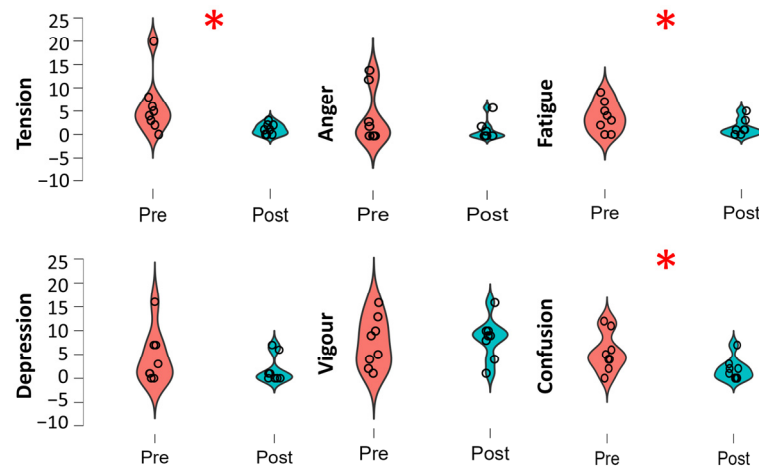 25
20
15
10
5
0
−5
−10
Tension
Anger
Fatigue
*
*
Pre
Post
Pre
Post
Pre
Post
25
20
15
10
5
0
−5
−10
Depression
Vigour
Confusion
*
Pre
Post
Pre
Post
Pre
Post